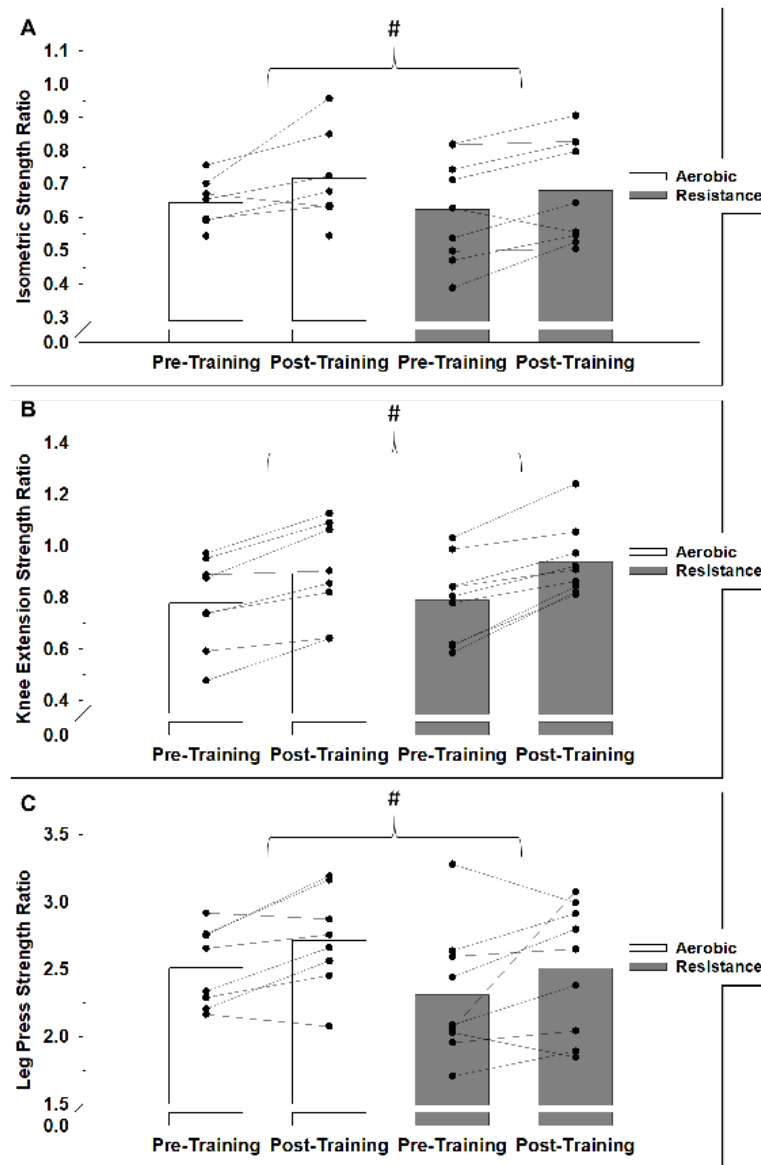 A
#
Isometric Strength Ratio
1.1
1.0
0.9
0.8
0.7
0.6
0.5
0.4
0.3
0.0
Aerobic
Resistance
Pre-Training Post-Training Pre-Training Post-Training
B
#
Knee Extension Strength Ratio
1.4
1.2
1.0
0.8
0.6
0.4
0.0
Aerobic
Resistance
Pre-Training Post-Training Pre-Training Post-Training
C
#
Leg Press Strength Ratio
3.5
3.0
2.5
2.0
1.5
0.0
Aerobic
Resistance
Pre-Training Post-Training Pre-Training Post-Training